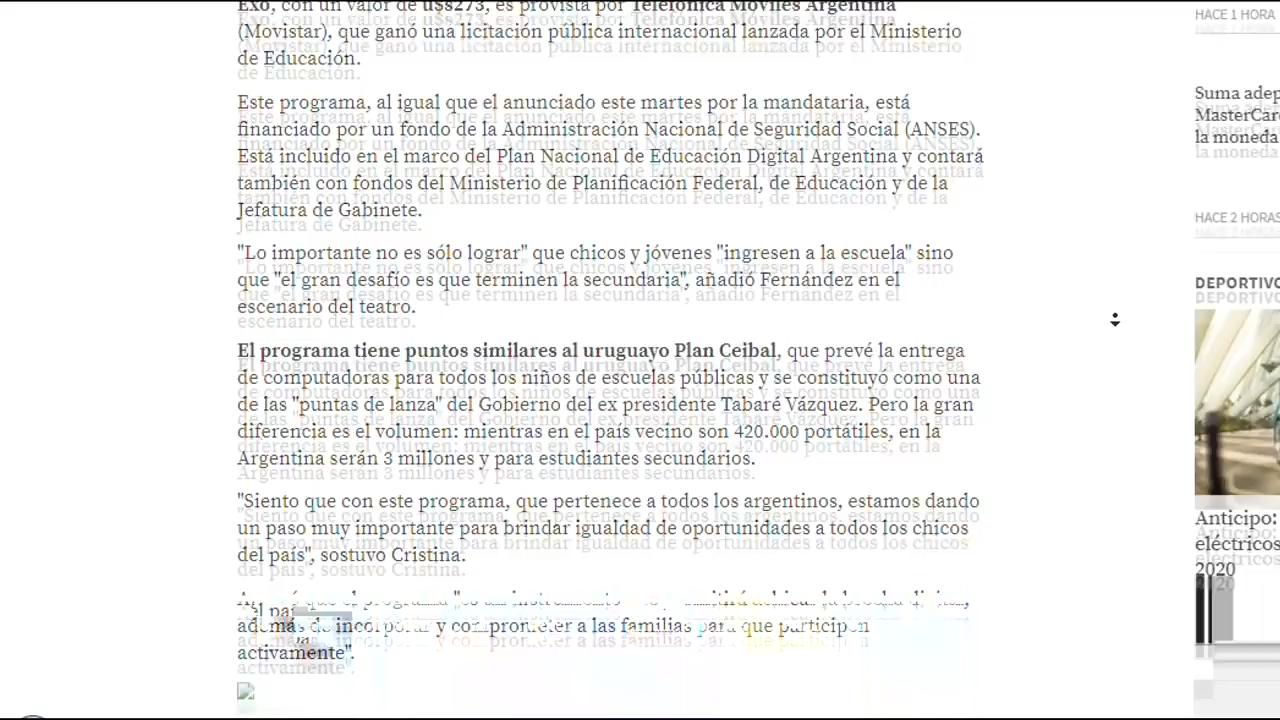 Exo, con un valor de u$s273, es provista por Telefónica Móviles Argentina
(Movistar), que ganó una licitación pública internacional lanzada por el Ministerio
de Educación.
Este programa, al igual que el anunciado este martes por la mandataria, está
financiado por un fondo de la Administración Nacional de Seguridad Social (ANSES).
Está incluido en el marco del Plan Nacional de Educación Digital Argentina y contará
también con fondos del Ministerio de Planificación Federal, de Educación y de la
Jefatura de Gabinete.
"Lo importante no es sólo lograr" que chicos y jóvenes "ingresen a la escuela" sino
que "el gran desafío es que terminen la secundaria", añadió Fernández en el
escenario del teatro.
El programa tiene puntos similares al uruguayo Plan Ceibal, que prevé la entrega
de computadoras para todos los niños de escuelas públicas y se constituyó como una
de las "puntas de lanza" del Gobierno del ex presidente Tabaré Vázquez. Pero la gran
diferencia es el volumen: mientras en el país vecino son 420.000 portátiles, en la
Argentina serán 3 millones y para estudiantes secundarios.
"Siento que con este programa, que pertenece a todos los argentinos, estamos dando
un paso muy importante para brindar igualdad de oportunidades a todos los chicos
del país", sostuvo Cristina.
que el programa "es un
además de incorporar y comprometer a las familias para que participen
activamente".
HACE 1 HORA
Suma adep
MasterCar
la moneda
HACE 2 HORAS
DEPORTIVO
Anticipo:
eléctricos
2020